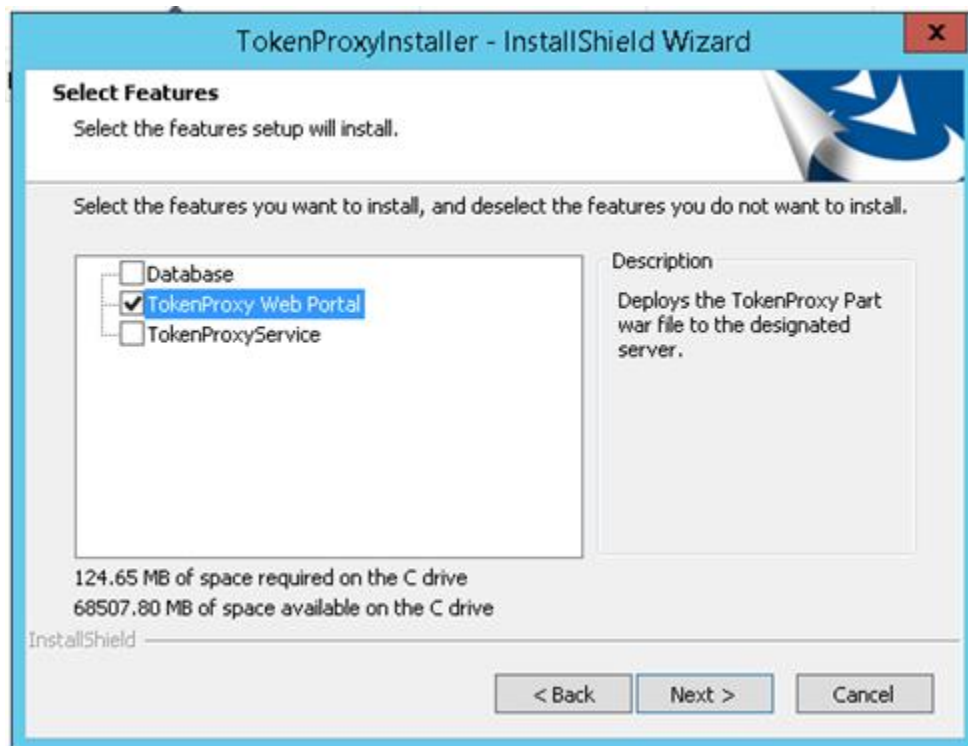 TokenProxyInstaller - InstallShield Wizard
x
Select Features
Select the features setup will install.
Select the features you want to install, and deselect the features you do not want to install.
Database
TokenProxy Web Portal
TokenProxyService
Description
Deploys the TokenProxy Part
war file to the designated
server.
124.65 MB of space required on the C drive
68507.80 MB of space available on the C drive
InstallShield
< Back
Next >
Cancel